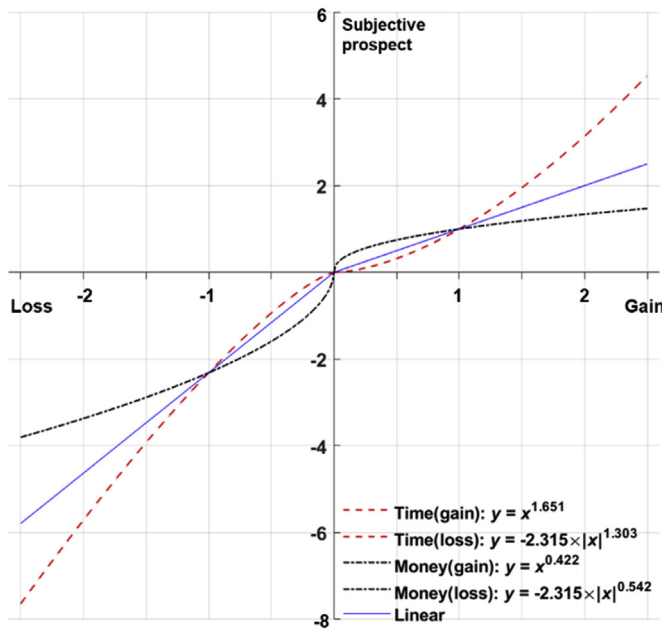 6
Subjective
prospect
4
2
Loss -2 -1 0 1 2 Gain
-2
-4
Time(gain): y = x^1.651
-6 Time(loss): y = -2.315×|x|^1.303
Money(gain): y = x^0.422
Money(loss): y = -2.315×|x|^0.542
-8 Linear